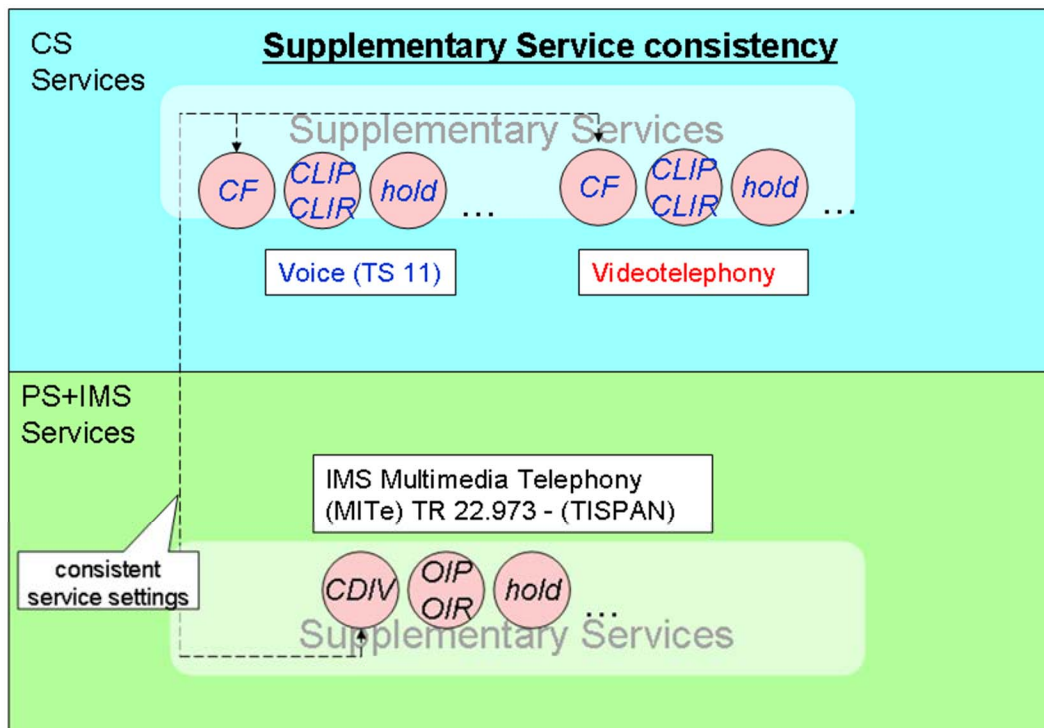 CS
Services
Supplementary Service consistency
Supplementary Services
CF
CLIP
CLIR
hold
...
CF
CLIP
CLIR
hold
...
Voice (TS 11)
Videotelephony
PS+IMS
Services
IMS Multimedia Telephony
(MITe) TR 22.973 - (TISPAN)
consistent
service settings
CDIV
OIP
OIR
hold
...
Supplementary Services